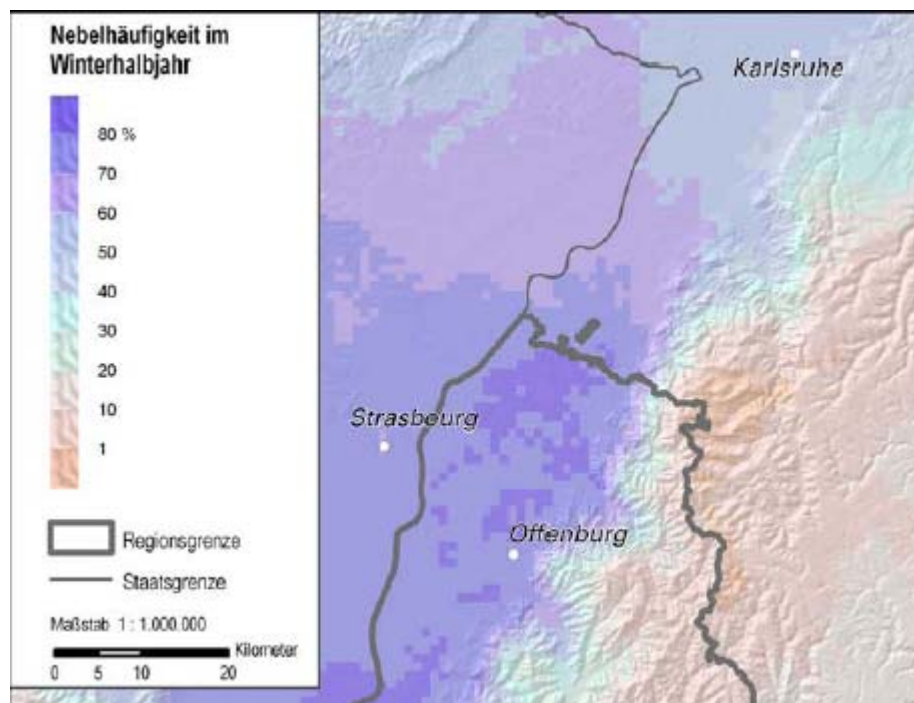 Nebelhäufigkeit im
Winterhalbjahr
80 %
70
60
50
40
30
20
10
1
Regionsgrenze
Staatsgrenze
Maßstab 1 : 1.000.000
Kilometer
0 5 10 20
Karlsruhe
Strasbourg
Offenburg